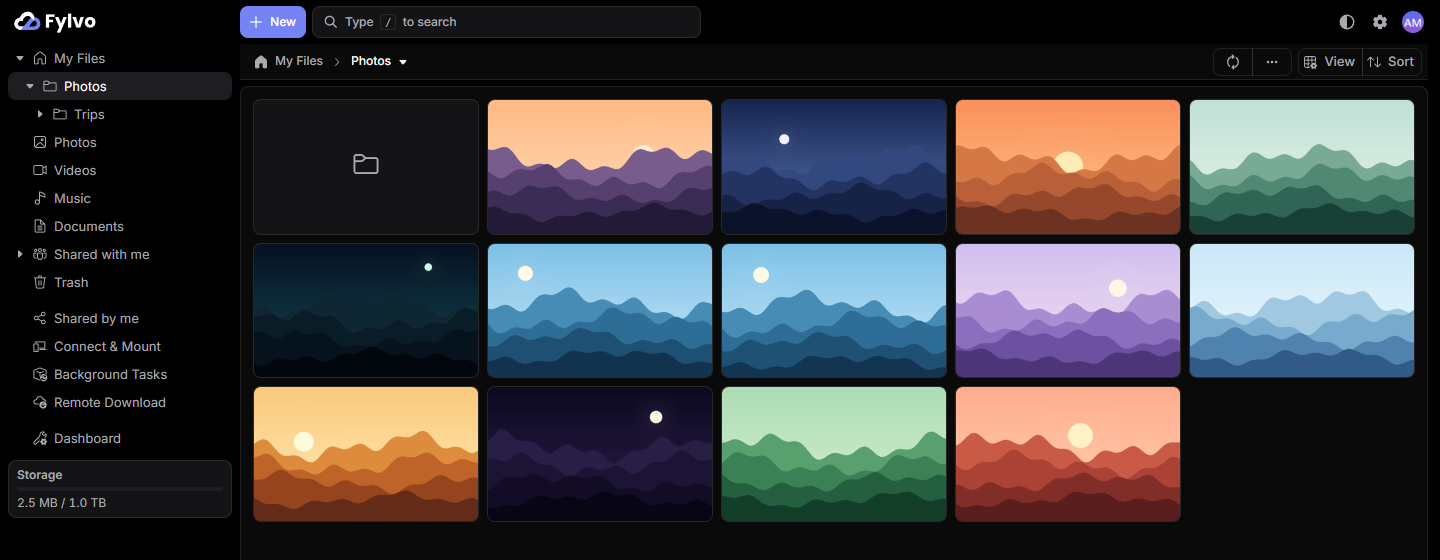 Fylvo
New
Type / to search
AM
My Files
Photos
Trips
Photos
Videos
Music
Documents
Shared with me
Trash
Shared by me
Connect & Mount
Background Tasks
Remote Download
Dashboard
Storage
2.5 MB / 1.0 TB
My Files
Photos
View
Sort